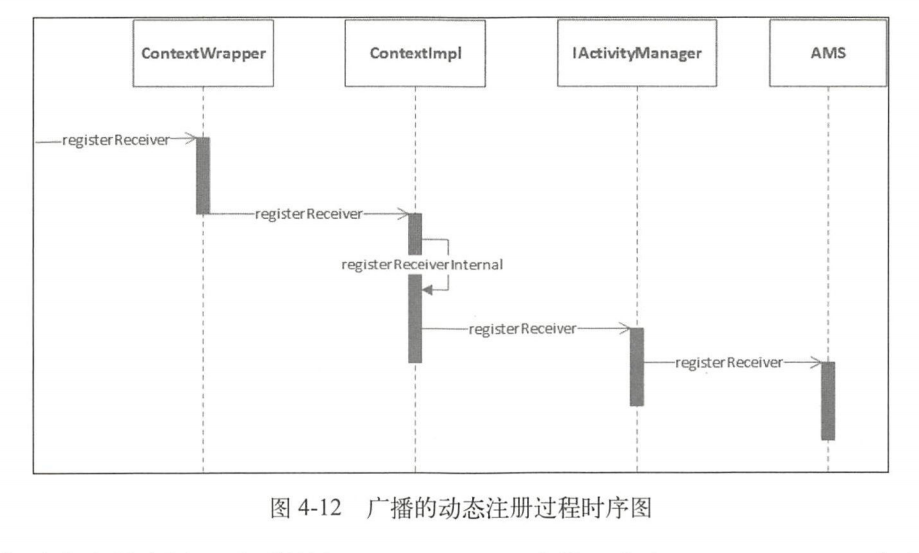 ContextWrapper ContextImpl IActivityManager AMS
registerReceiver
registerReceiver
registerReceiverInternal
registerReceiver
registerReceiver
图 4-12 广播的动态注册过程时序图